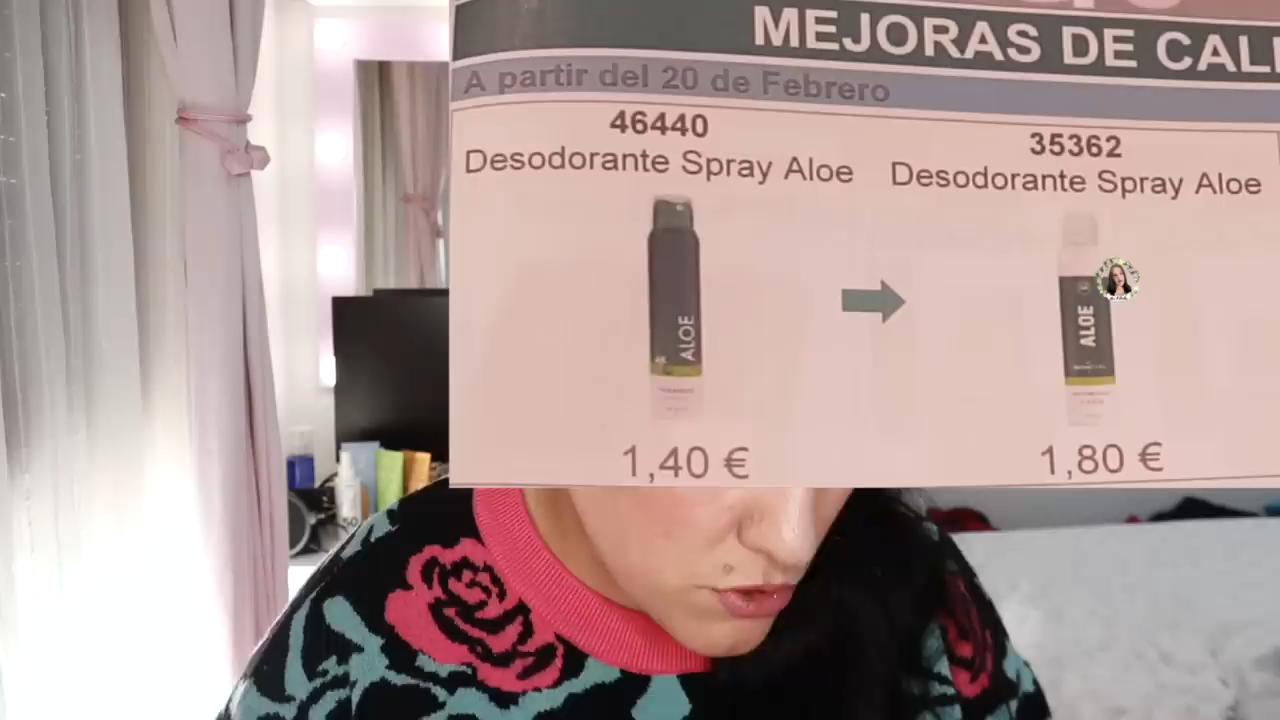 MEJORAS DE CALI
A partir del 20 de Febrero
46440
Desodorante Spray Aloe
35362
Desodorante Spray Aloe
ALOE
ALOE
1,40 €
1,80 €
50